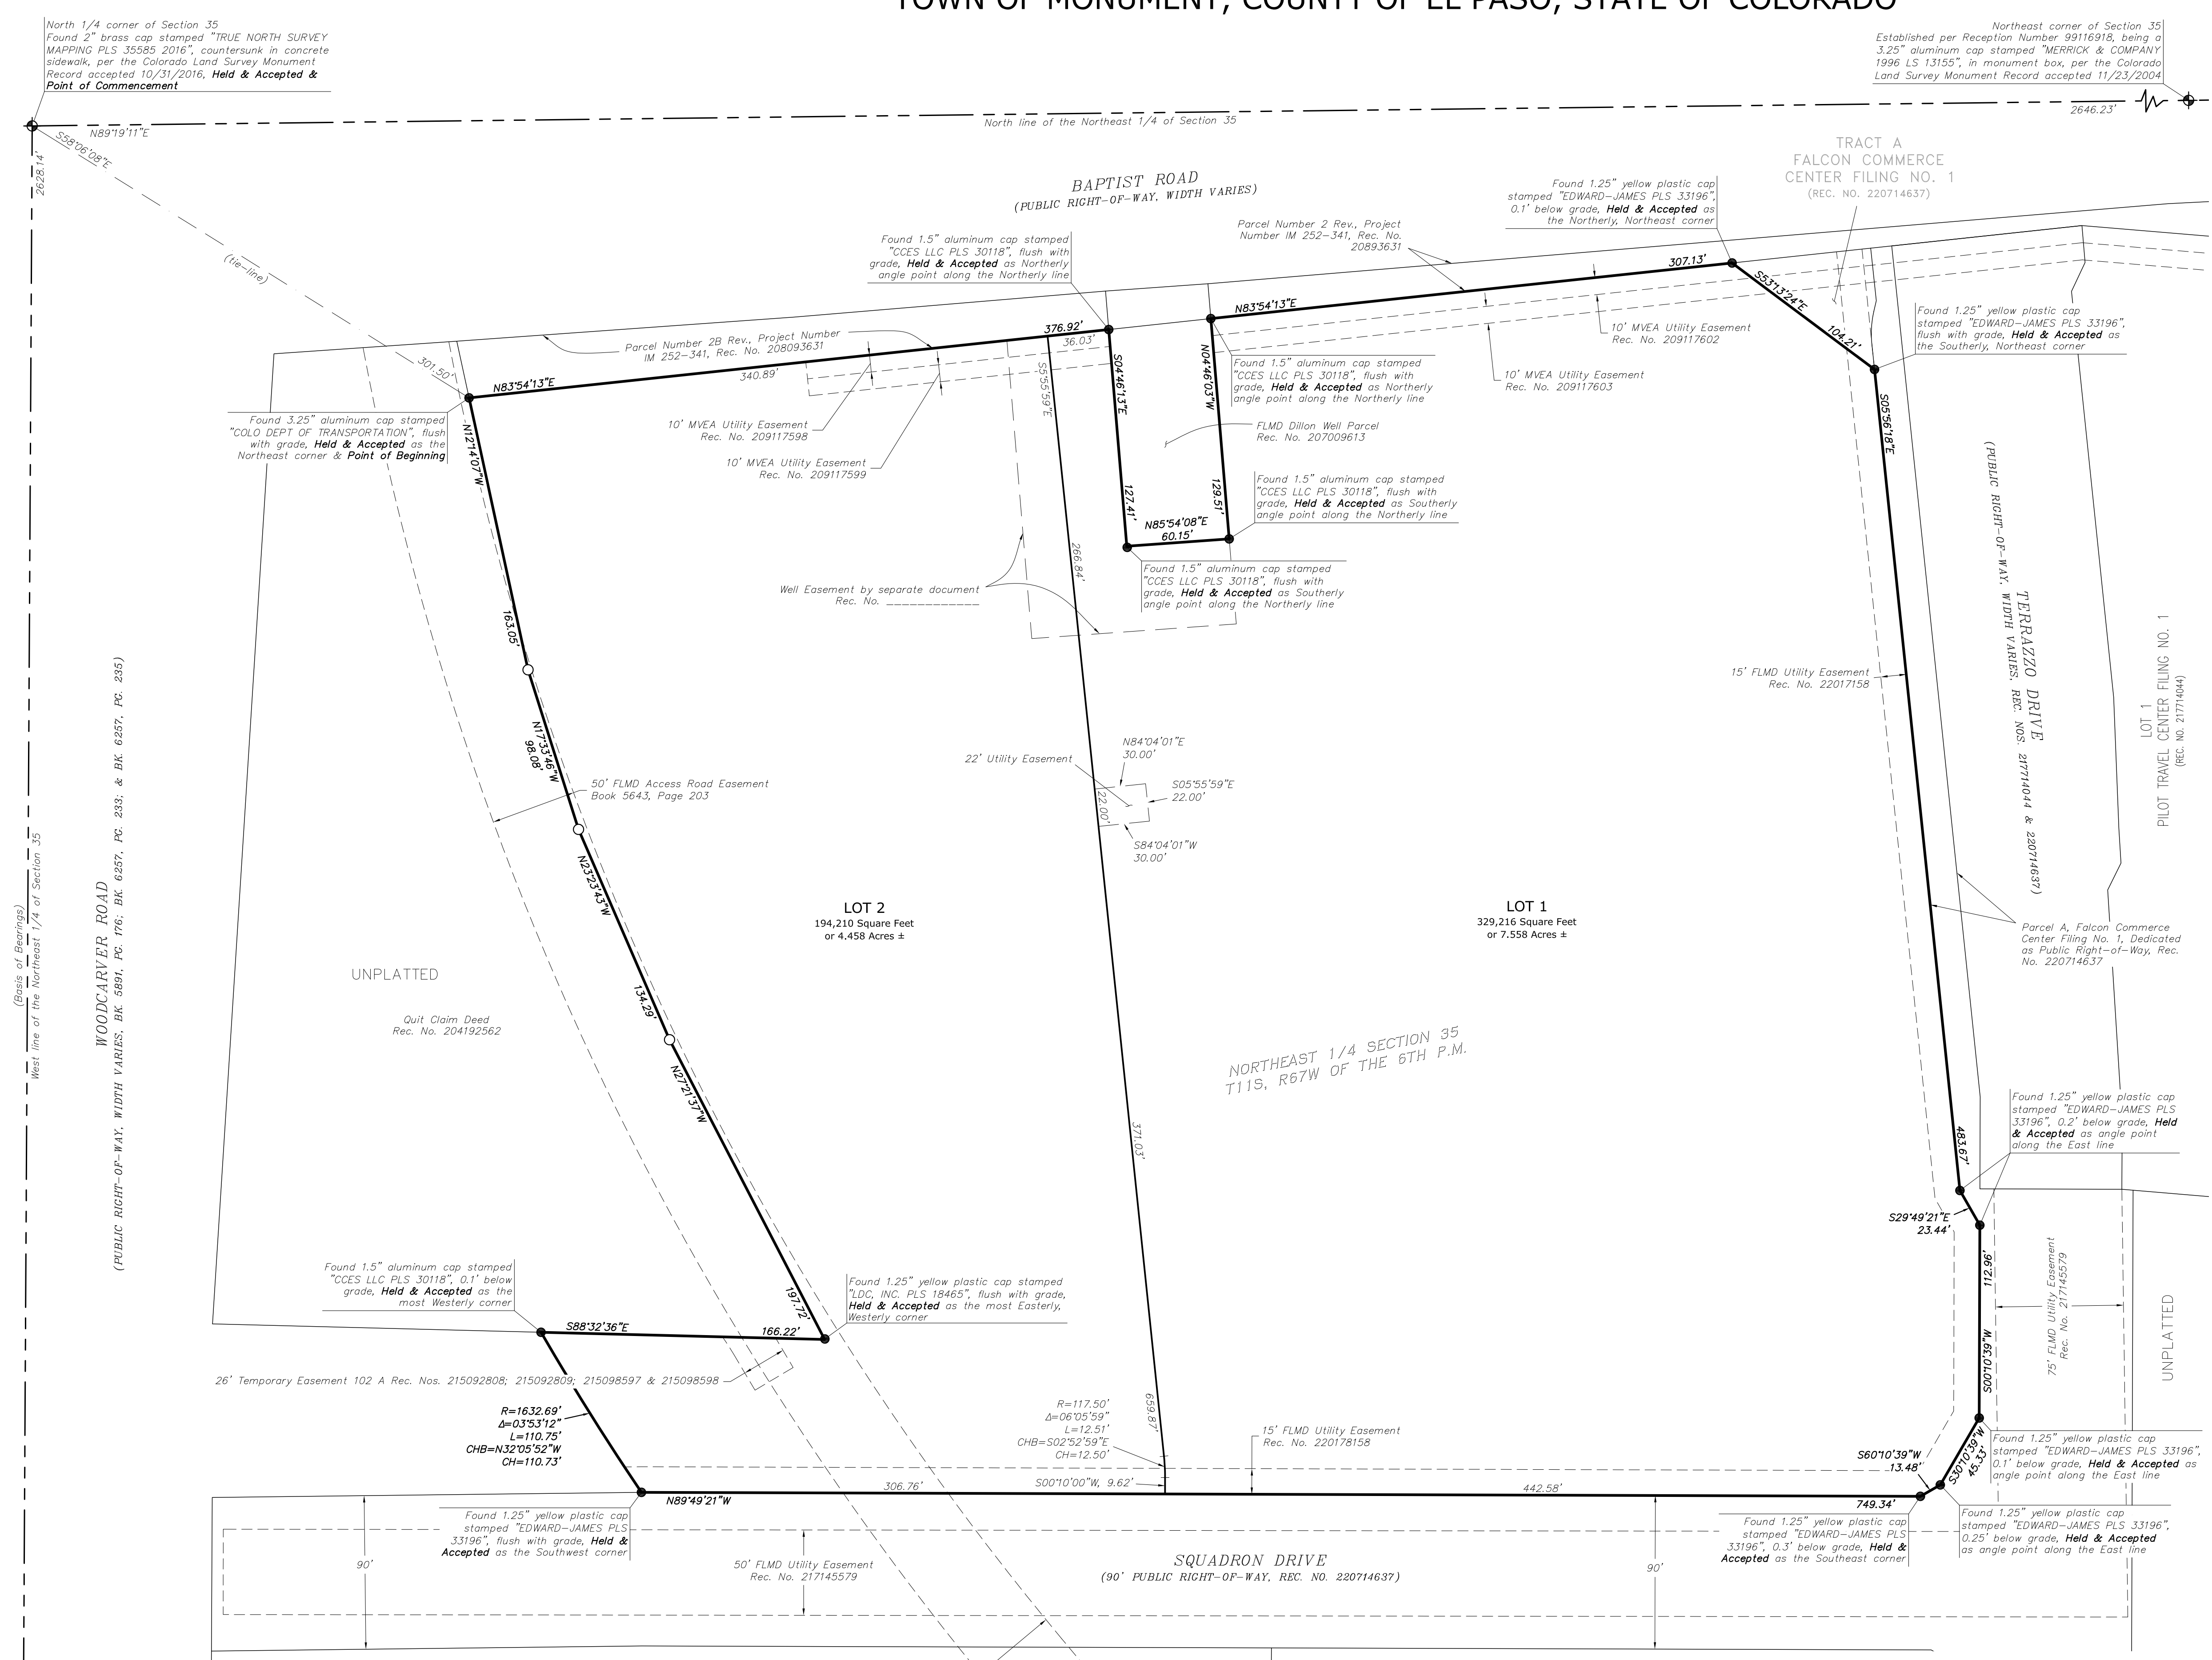 TOWN OF MONUMENT, COUNTY OF EL PASO, STATE OF COLORADO
North 1/4 corner of Section 35
Found 2" brass cap stamped "TRUE NORTH SURVEY
MAPPING PLS 35585 2016", countersunk in concrete
sidewalk, per the Colorado Land Survey Monument
Record accepted 10/31/2016, Held & Accepted &
Point of Commencement
Northeast corner of Section 35
Established per Reception Number 99116918, being a
3.25" aluminum cap stamped "MERRICK & COMPANY
1996 LS 13155", in monument box, per the Colorado
Land Survey Monument Record accepted 11/23/2004
N89°19'11"E
North line of the Northeast 1/4 of Section 35
2646.23'
S58°06'08"E
2628.14'
(tie-line)
301.50'
BAPTIST ROAD
(PUBLIC RIGHT-OF-WAY, WIDTH VARIES)
TRACT A
FALCON COMMERCE
CENTER FILING NO. 1
(REC. NO. 220714637)
Found 1.25" yellow plastic cap
stamped "EDWARD-JAMES PLS 33196",
0.1' below grade, Held & Accepted as
the Northerly, Northeast corner
Parcel Number 2 Rev., Project
Number IM 252-341, Rec. No.
20893631
Found 1.5" aluminum cap stamped
"CCES LLC PLS 30118", flush with
grade, Held & Accepted as Northerly
angle point along the Northerly line
307.13'
N83°54'13"E
S53°13'24"E
104.21'
Found 1.25" yellow plastic cap
stamped "EDWARD-JAMES PLS 33196",
flush with grade, Held & Accepted as
the Southerly, Northeast corner
376.92'
36.03'
Parcel Number 2B Rev., Project Number
IM 252-341, Rec. No. 208093631
N83°54'13"E
340.89'
10' MVEA Utility Easement
Rec. No. 209117602
10' MVEA Utility Easement
Rec. No. 209117603
Found 1.5" aluminum cap stamped
"CCES LLC PLS 30118", flush with
grade, Held & Accepted as Northerly
angle point along the Northerly line
S5°55'59"E
S04°46'13"E
127.41'
N04°46'03"W
129.51'
FLMD Dillon Well Parcel
Rec. No. 207009613
Found 3.25" aluminum cap stamped
"COLO DEPT OF TRANSPORTATION", flush
with grade, Held & Accepted as the
Northeast corner & Point of Beginning
10' MVEA Utility Easement
Rec. No. 209117598
10' MVEA Utility Easement
Rec. No. 209117599
Found 1.5" aluminum cap stamped
"CCES LLC PLS 30118", flush with
grade, Held & Accepted as Southerly
angle point along the Northerly line
N85°54'08"E
60.15'
Found 1.5" aluminum cap stamped
"CCES LLC PLS 30118", flush with
grade, Held & Accepted as Southerly
angle point along the Northerly line
266.84'
Well Easement by separate document
Rec. No. _____________
N12°14'07"W
163.05'
S05°56'18"E
483.67'
(PUBLIC RIGHT-OF-WAY, WIDTH VARIES, REC. NOS. 217714044 & 220714637)
TERRAZZO DRIVE
LOT 1
PILOT TRAVEL CENTER FILING NO. 1
(REC. NO. 217714044)
15' FLMD Utility Easement
Rec. No. 22017158
N17°33'46"W
98.08'
50' FLMD Access Road Easement
Book 5643, Page 203
22' Utility Easement
N84°04'01"E
30.00'
S05°55'59"E
22.00'
22.00'
S84°04'01"W
30.00'
N23°23'43"W
134.29'
LOT 2
194,210 Square Feet
or 4.458 Acres ±
LOT 1
329,216 Square Feet
or 7.558 Acres ±
Parcel A, Falcon Commerce
Center Filing No. 1, Dedicated
as Public Right-of-Way, Rec.
No. 220714637
(Basis of Bearings)
West line of the Northeast 1/4 of Section 35
WOODCARVER ROAD
(PUBLIC RIGHT-OF-WAY, WIDTH VARIES, BK. 5891, PG. 176; BK. 6257, PG. 233; & BK. 6257, PG. 235)
UNPLATTED
Quit Claim Deed
Rec. No. 204192562
NORTHEAST 1/4 SECTION 35
T11S, R67W OF THE 6TH P.M.
N27°21'37"W
197.72'
371.03'
Found 1.25" yellow plastic cap
stamped "EDWARD-JAMES PLS
33196", 0.2' below grade, Held
& Accepted as angle point
along the East line
S29°49'21"E
23.44'
112.96'
S00°10'39"W
75' FLMD Utility Easement
Rec. No. 217145579
UNPLATTED
Found 1.5" aluminum cap stamped
"CCES LLC PLS 30118", 0.1' below
grade, Held & Accepted as the
most Westerly corner
Found 1.25" yellow plastic cap stamped
"LDC, INC. PLS 18465", flush with grade,
Held & Accepted as the most Easterly,
Westerly corner
S88°32'36"E
166.22'
26' Temporary Easement 102 A Rec. Nos. 215092808; 215092809; 215098597 & 215098598
R=1632.69'
Δ=03°53'12"
L=110.75'
CHB=N32°05'52"W
CH=110.73'
R=117.50'
Δ=06°05'59"
L=12.51'
CHB=S02°52'59"E
CH=12.50'
659.87'
15' FLMD Utility Easement
Rec. No. 220178158
S00°10'00"W, 9.62'
S60°10'39"W
13.48'
S30°10'39"W
45.33'
Found 1.25" yellow plastic cap
stamped "EDWARD-JAMES PLS 33196",
0.1' below grade, Held & Accepted as
angle point along the East line
N89°49'21"W
306.76'
442.58'
749.34'
Found 1.25" yellow plastic cap
stamped "EDWARD-JAMES PLS
33196", flush with grade, Held &
Accepted as the Southwest corner
Found 1.25" yellow plastic cap
stamped "EDWARD-JAMES PLS
33196", 0.3' below grade, Held &
Accepted as the Southeast corner
Found 1.25" yellow plastic cap
stamped "EDWARD-JAMES PLS 33196",
0.25' below grade, Held & Accepted
as angle point along the East line
90'
50' FLMD Utility Easement
Rec. No. 217145579
SQUADRON DRIVE
(90' PUBLIC RIGHT-OF-WAY, REC. NO. 220714637)
90'